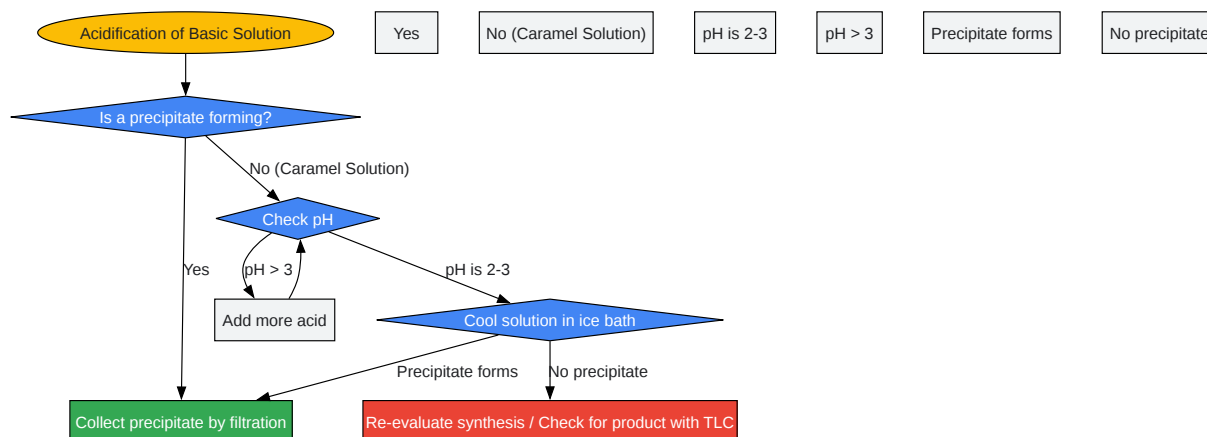 Acidification of Basic Solution
Yes
No (Caramel Solution)
pH is 2-3
pH > 3
Precipitate forms
No precipitate
Is a precipitate forming?
No (Caramel Solution)
Check pH
Yes
pH > 3
pH is 2-3
Add more acid
Cool solution in ice bath
Precipitate forms
No precipitate
Collect precipitate by filtration
Re-evaluate synthesis / Check for product with TLC